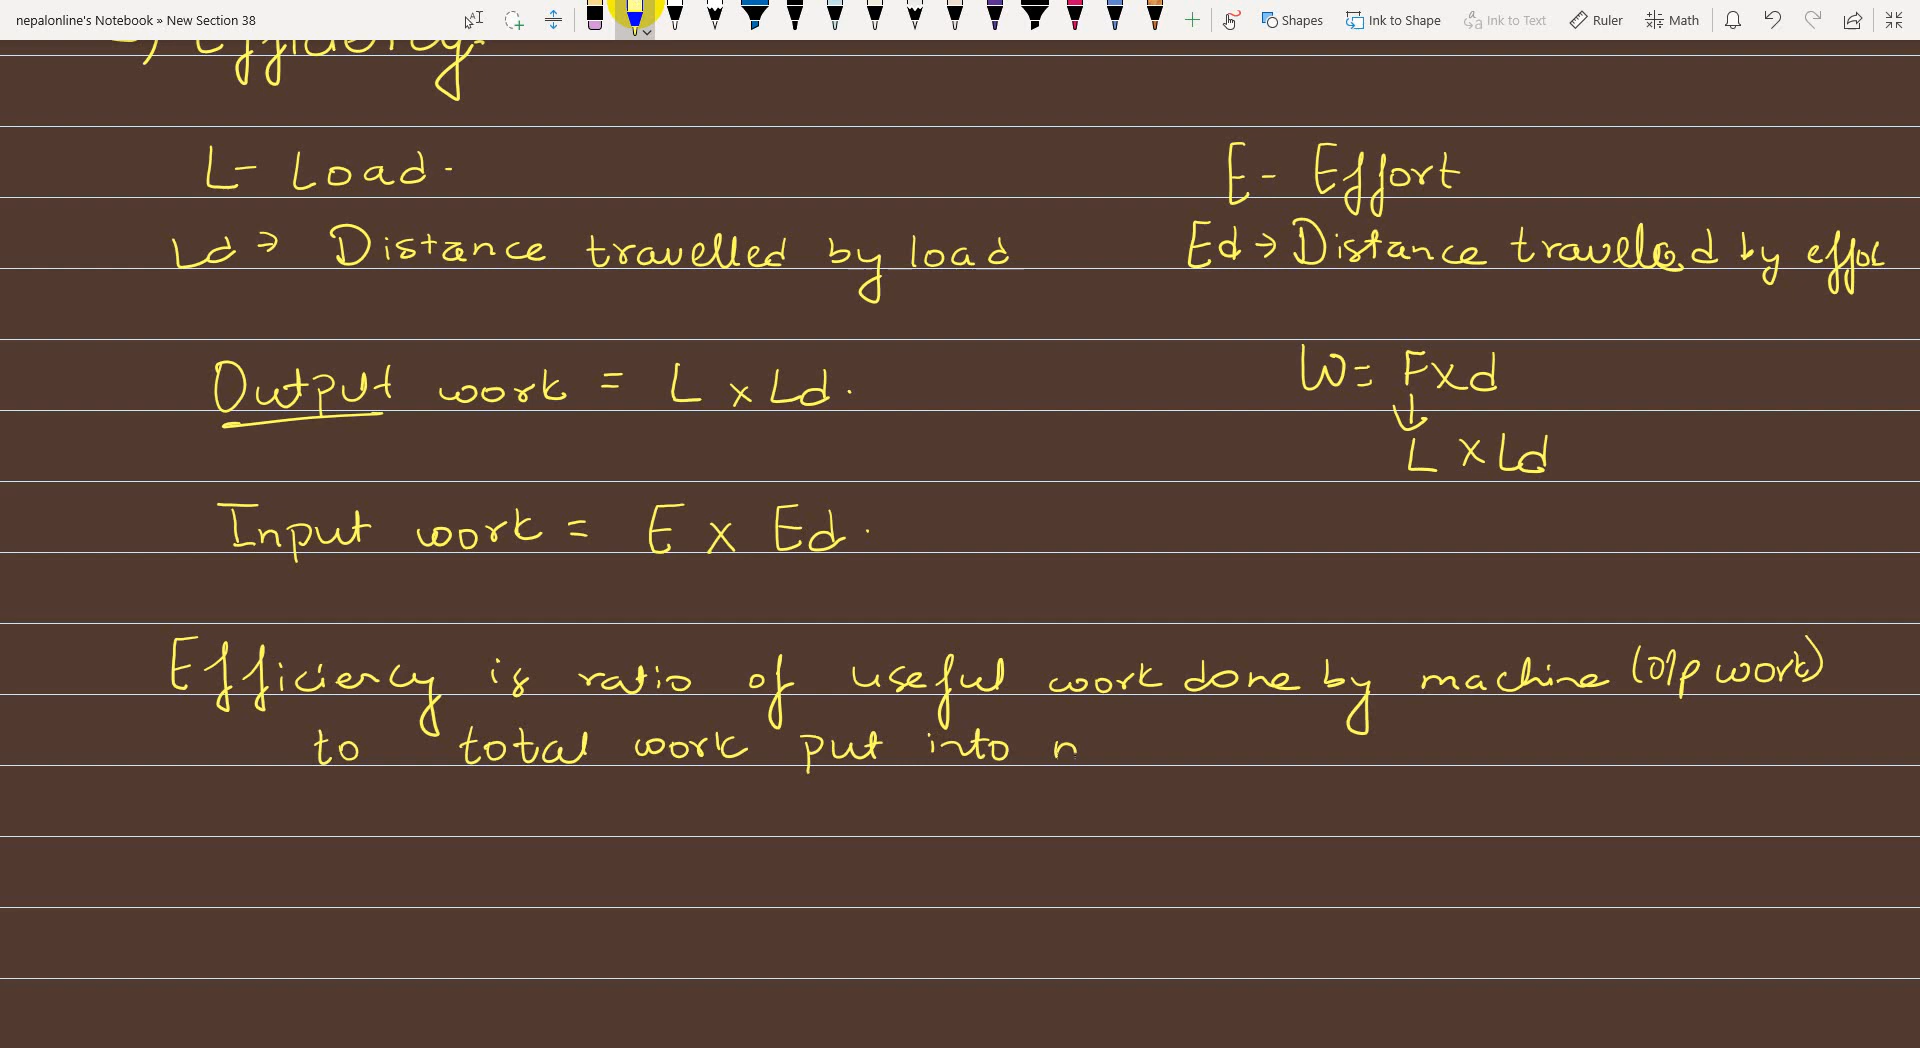 nepalonline's Notebook » New Section 38
Shapes Ink to Shape Ink to Text Ruler Math
Efficiency
L- Load.
E- Effort
Ld → Distance travelled by load
Ed → Distance travelled by
Output work = L x Ld.
W = Fxd
↓
L x Ld
Input work = E x Ed.
Efficiency is ratio of useful work done by machine (o/p work)
to total work put into